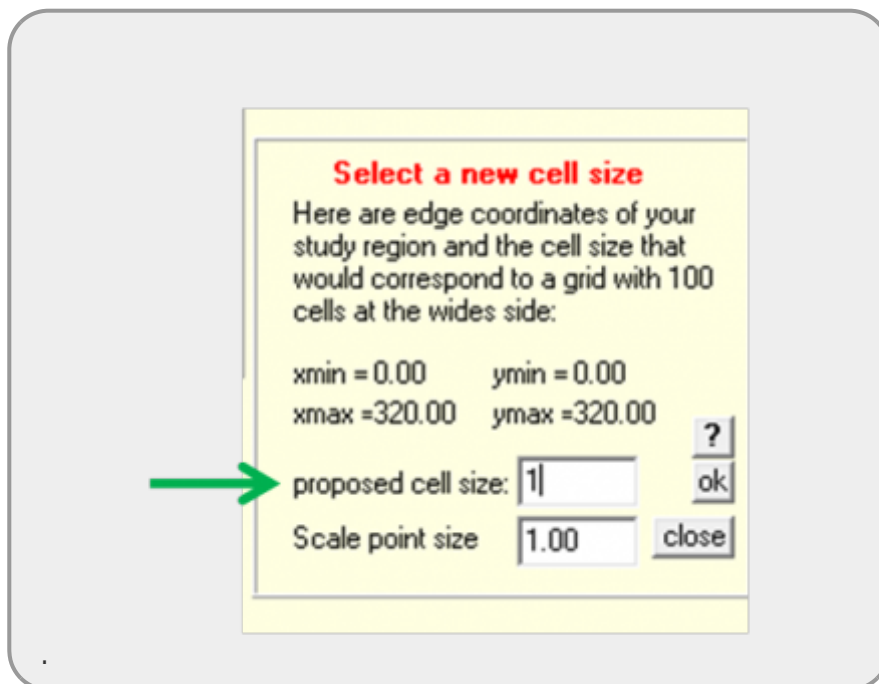 Select a new cell size
Here are edge coordinates of your
study region and the cell size that
would correspond to a grid with 100
cells at the wides side:
xmin = 0.00 ymin = 0.00
xmax =320.00 ymax =320.00
?
proposed cell size: 1 ok
Scale point size 1.00 close
.